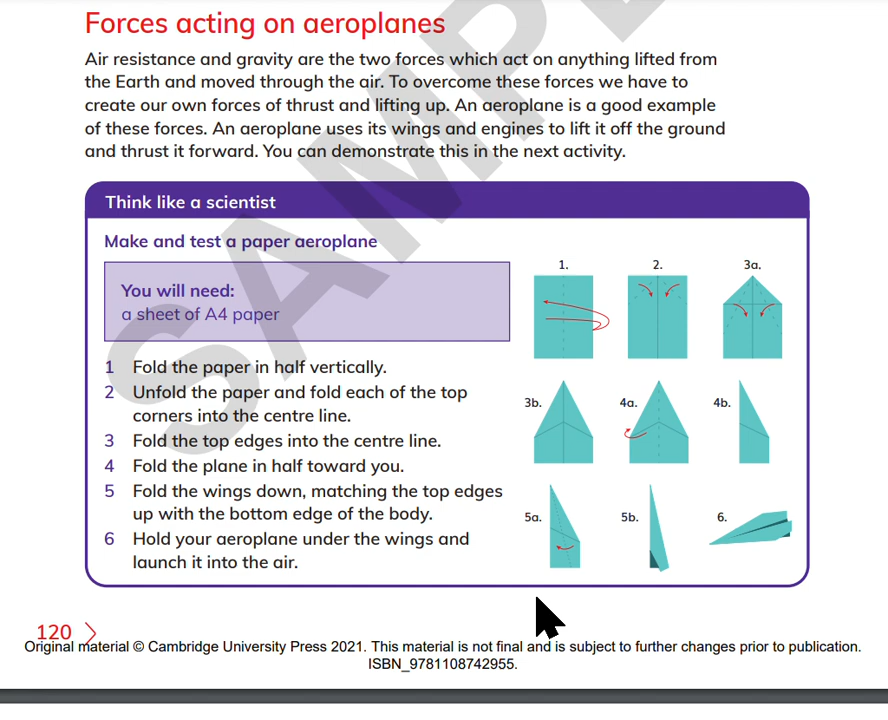 Forces acting on aeroplanes
Air resistance and gravity are the two forces which act on anything lifted from
the Earth and moved through the air. To overcome these forces we have to
create our own forces of thrust and lifting up. An aeroplane is a good example
of these forces. An aeroplane uses its wings and engines to lift it off the ground
and thrust it forward. You can demonstrate this in the next activity.
Think like a scientist
Make and test a paper aeroplane
You will need:
a sheet of A4 paper
1 Fold the paper in half vertically.
2 Unfold the paper and fold each of the top
corners into the centre line.
3 Fold the top edges into the centre line.
4 Fold the plane in half toward you.
5 Fold the wings down, matching the top edges
up with the bottom edge of the body.
6 Hold your aeroplane under the wings and
launch it into the air.
1. 2. 3a.
3b. 4a. 4b.
5a. 5b. 6.
SAMPLE
120
Original material © Cambridge University Press 2021. This material is not final and is subject to further changes prior to publication.
ISBN_9781108742955.